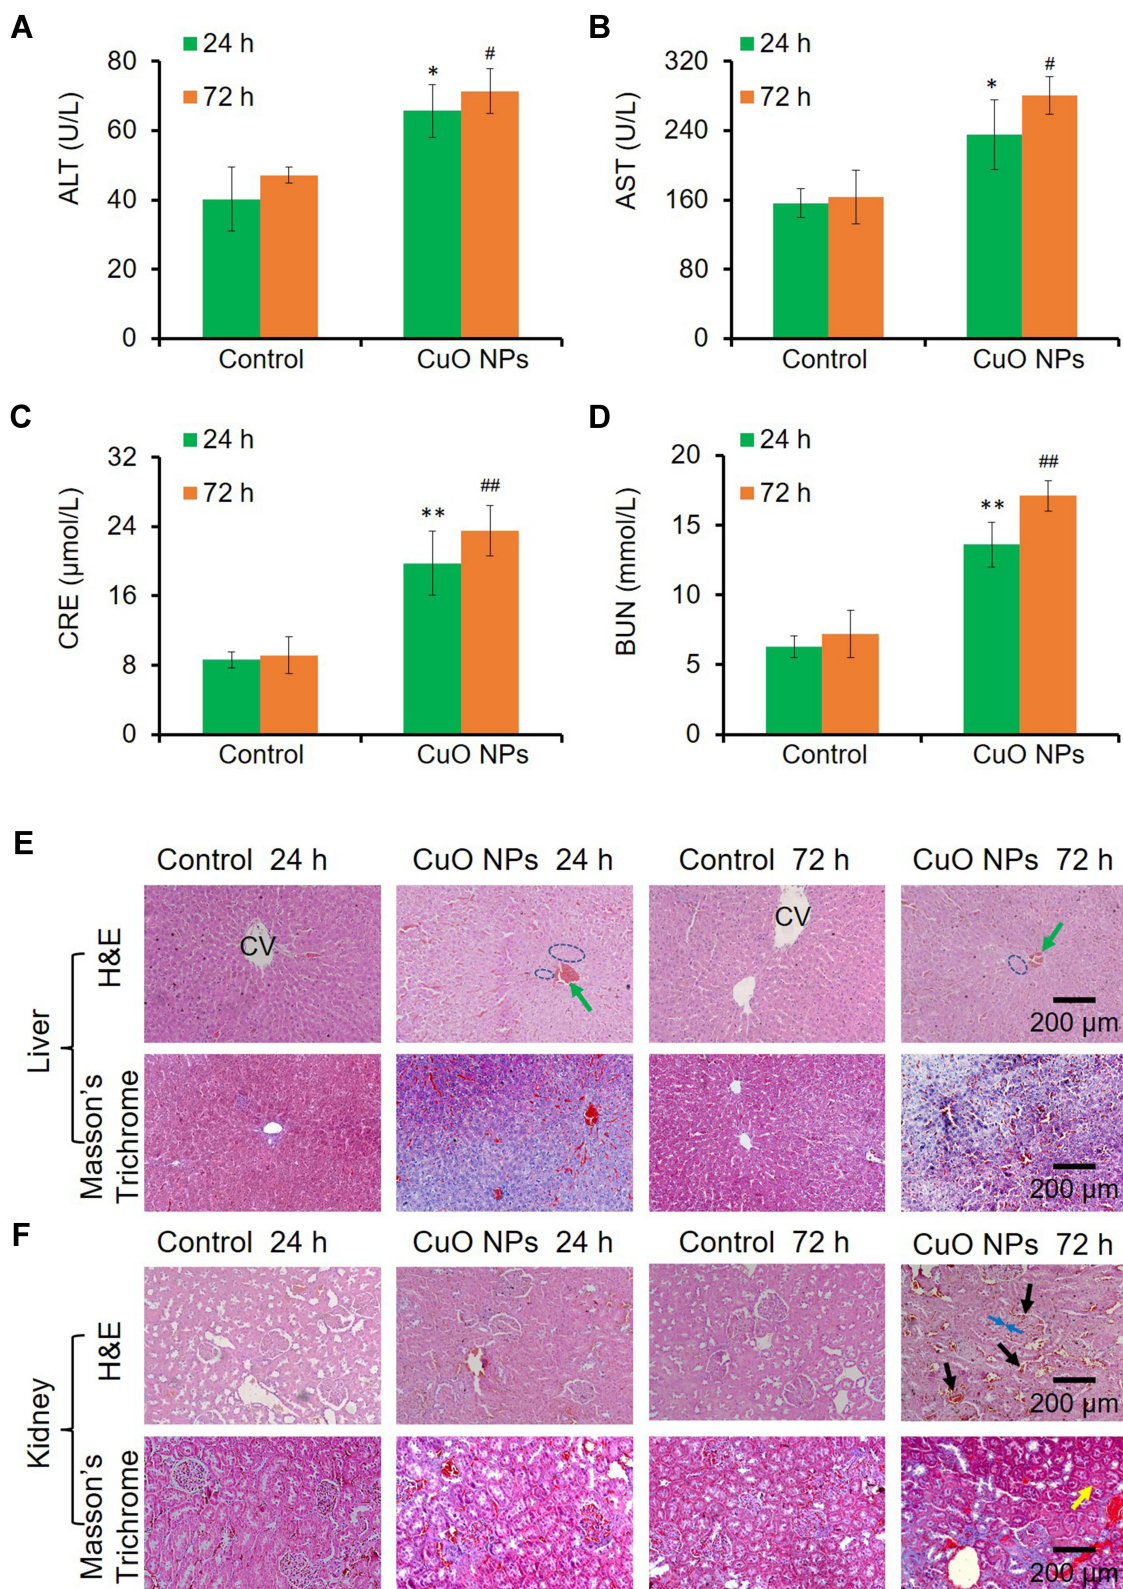 A
24 h
72 h
ALT (U/L)
80
60
40
20
0
*
#
Control
CuO NPs
B
24 h
72 h
AST (U/L)
320
240
160
80
0
*
#
Control
CuO NPs
C
24 h
72 h
CRE (µmol/L)
32
24
16
8
0
**
##
Control
CuO NPs
D
24 h
72 h
BUN (mmol/L)
20
15
10
5
0
**
##
Control
CuO NPs
E
Control 24 h
CuO NPs 24 h
Control 72 h
CuO NPs 72 h
Liver
H&E
CV
CV
200 µm
Masson's
Trichrome
200 µm
F
Control 24 h
CuO NPs 24 h
Control 72 h
CuO NPs 72 h
Kidney
H&E
200 µm
Masson's
Trichrome
200 µm